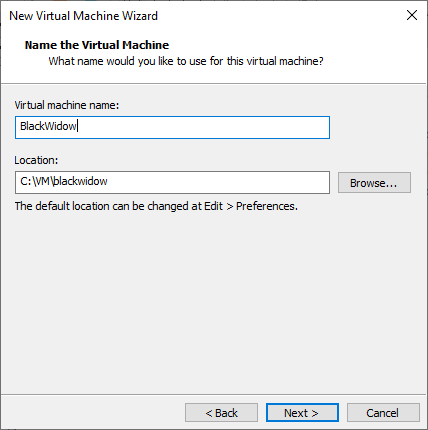 New Virtual Machine Wizard
Name the Virtual Machine
What name would you like to use for this virtual machine?
Virtual machine name:
BlackWidow
Location:
C:\VM\blackwidow
Browse...
The default location can be changed at Edit > Preferences.
< Back
Next >
Cancel